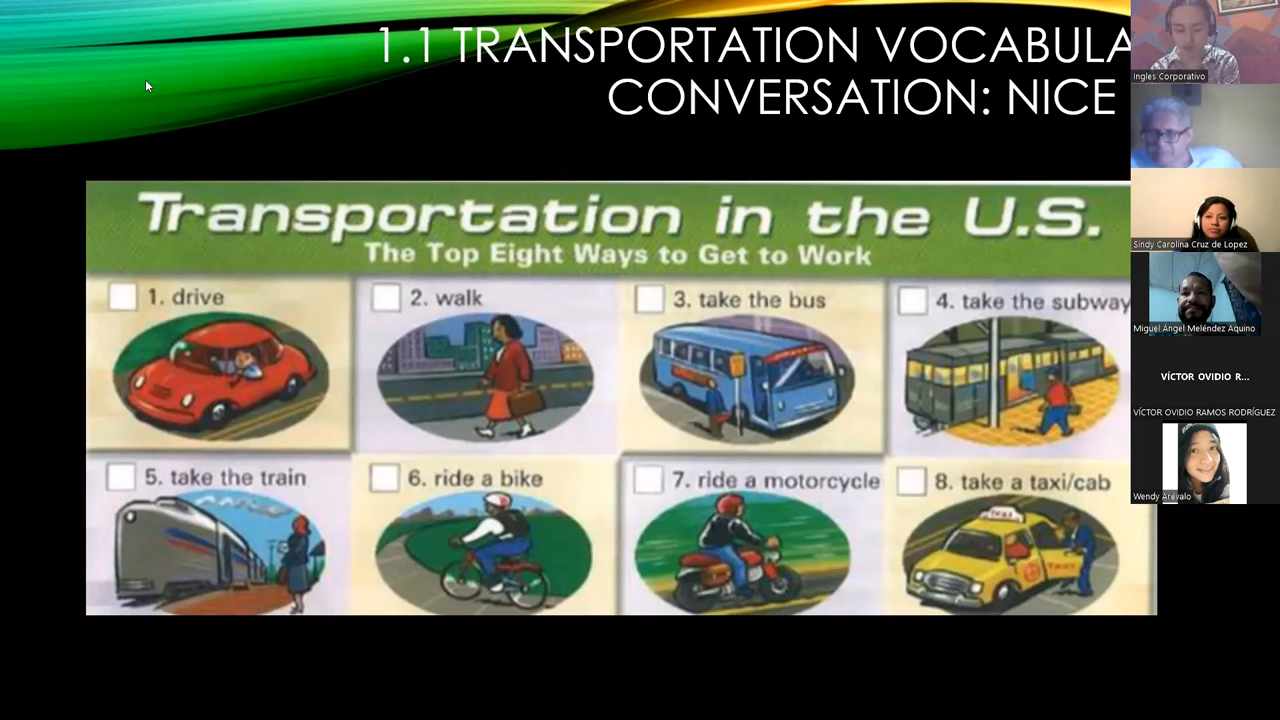 1.1 TRANSPORTATION VOCABULA
CONVERSATION: NICE
Transportation in the U.S.
The Top Eight Ways to Get to Work
1. drive
2. walk
3. take the bus
4. take the subway
5. take the train
6. ride a bike
7. ride a motorcycle
8. take a taxi/cab
TAXI
Ingles Corporativo
Sindy Carolina Cruz de Lopez
Miguel Ángel Meléndez Aquino
VÍCTOR OVIDIO R...
VÍCTOR OVIDIO RAMOS RODRÍGUEZ
Wendy Arévalo